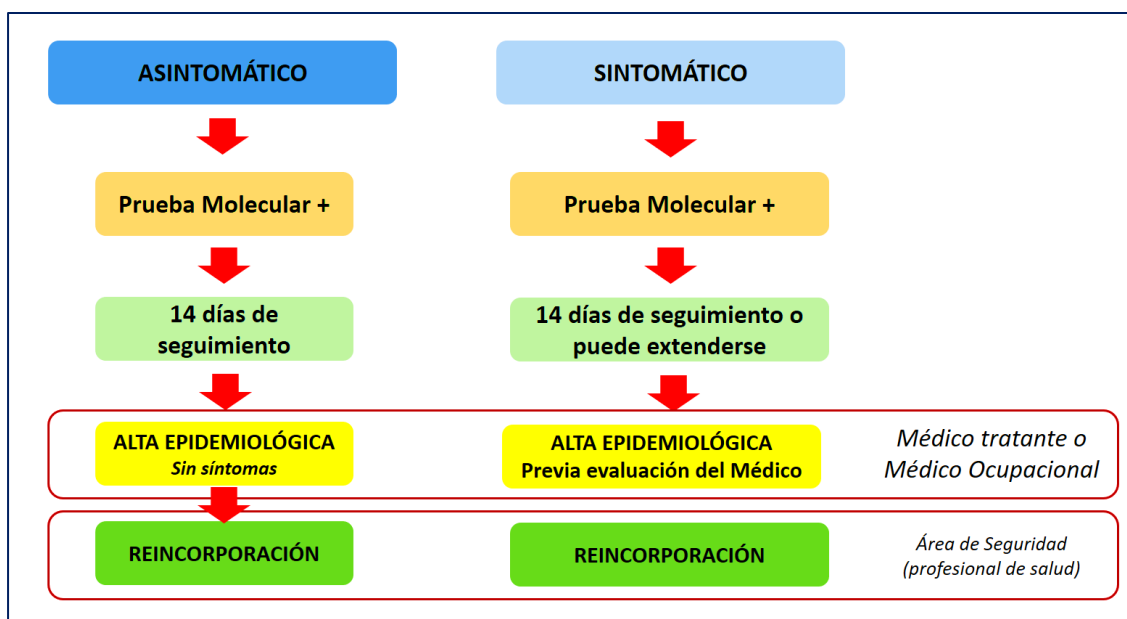 ASINTOMÁTICO
SINTOMÁTICO
Prueba Molecular +
Prueba Molecular +
14 días de
seguimiento
14 días de seguimiento o
puede extenderse
ALTA EPIDEMIOLÓGICA
Sin síntomas
ALTA EPIDEMIOLÓGICA
Previa evaluación del Médico
Médico tratante o
Médico Ocupacional
REINCORPORACIÓN
REINCORPORACIÓN
Área de Seguridad
(profesional de salud)